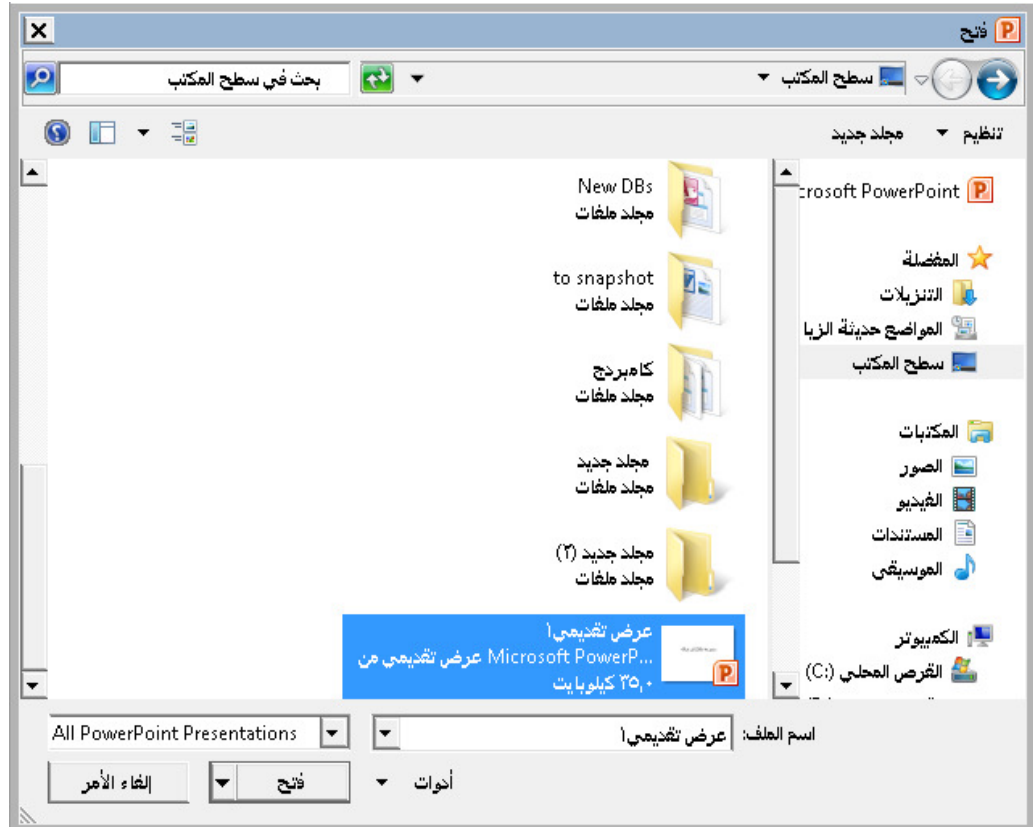 فتح
سطح المكتب
بحث في سطح المكتب
تنظيم
مجلد جديد
crosoft PowerPoint
المفضلة
التنزيلات
المواضع حديثة الزيا
سطح المكتب
المكتبات
الصور
الفيديو
المستندات
الموسيقى
الكمبيوتر
القرص المحلي (C:)
New DBs
مجلد ملفات
to snapshot
مجلد ملفات
كامبردج
مجلد ملفات
مجلد جديد
مجلد ملفات
مجلد جديد (٢)
مجلد ملفات
عرض تقديمي١
عرض تقديمي من Microsoft PowerP...
٣٥,٠ كيلوبايت
اسم الملف: عرض تقديمي١
All PowerPoint Presentations
أدوات
فتح
إلغاء الأمر